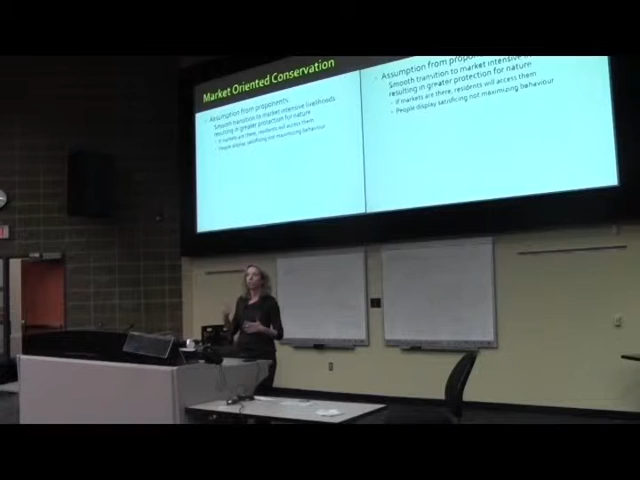 Market Oriented Conservation
Assumption from proponents
Smooth transition to market intensive livelihoods
resulting in greater protection for nature
If markets are there, residents will access them
People display satisficing not maximizing behaviour
Assumption from
Smooth transition to market intensive
resulting in greater protection for nature
If markets are there, residents will access them
People display satisficing not maximizing behaviour